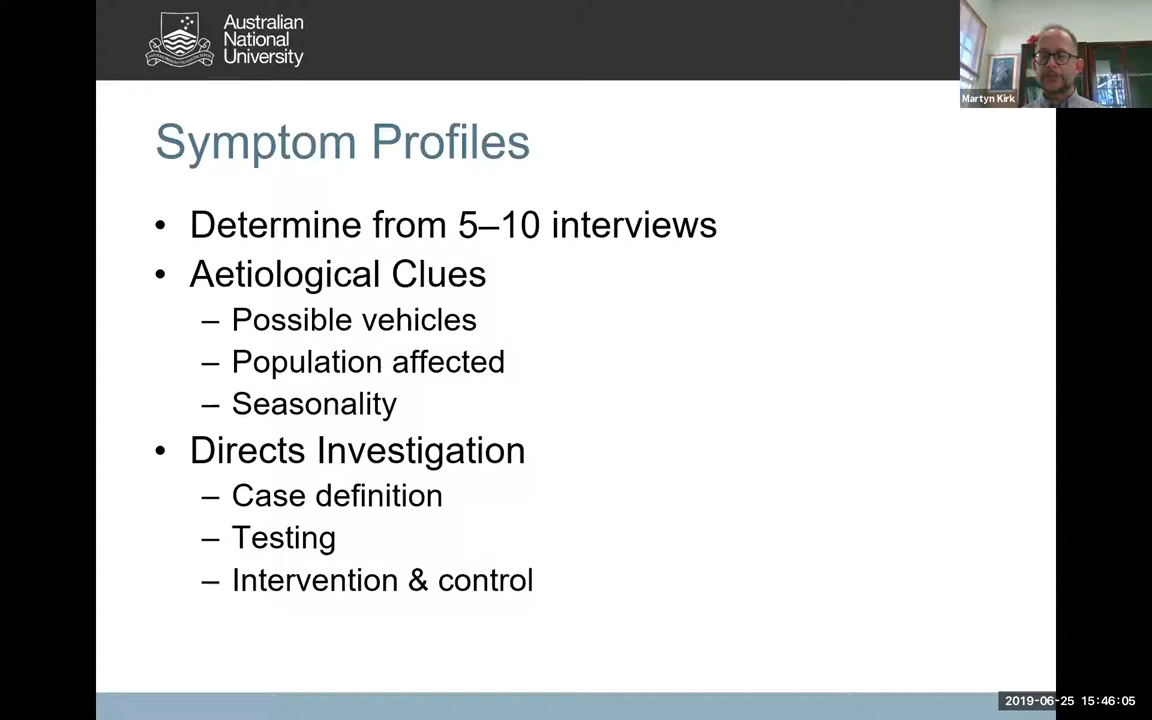 Australian
National
University
Martyn Kirk
Symptom Profiles
• Determine from 5–10 interviews
• Aetiological Clues
– Possible vehicles
– Population affected
– Seasonality
• Directs Investigation
– Case definition
– Testing
– Intervention & control
2019-06-25 15:46:05